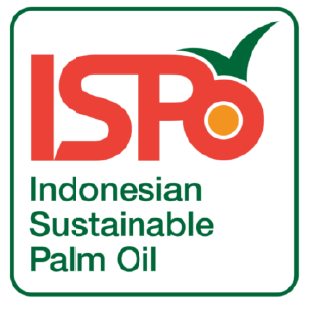 ISPO
Indonesian
Sustainable
Palm Oil